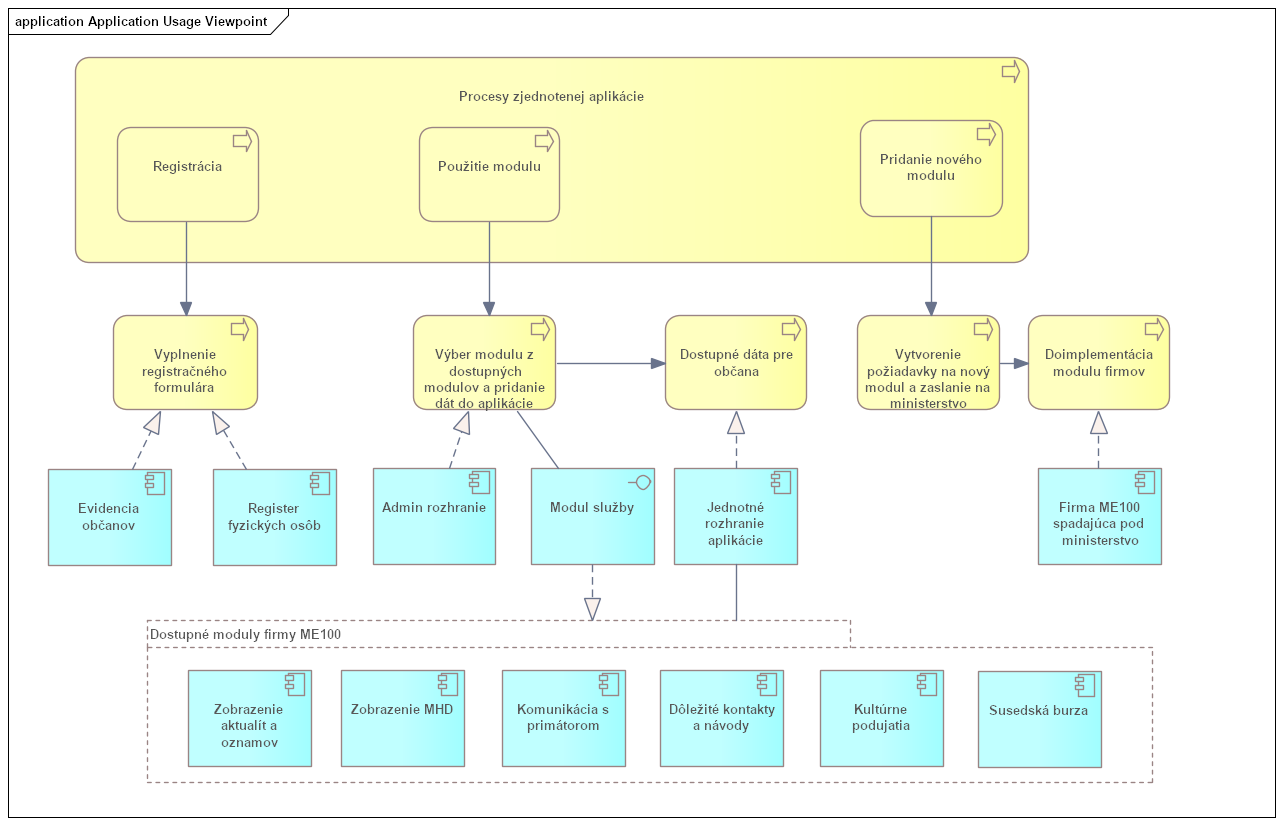 application Application Usage Viewpoint
Procesy zjednotenej aplikácie
Registrácia
Použitie modulu
Pridanie nového
modulu
Vyplnenie
registračného
formulára
Výber modulu z
dostupných
modulov a pridanie
dát do aplikácie
Dostupné dáta pre
občana
Vytvorenie
požiadavky na nový
modul a zaslanie na
ministerstvo
Doimplementácia
modulu firmov
Evidencia
občanov
Register
fyzických osôb
Admin rozhranie
Modul služby
Jednotné
rozhranie
aplikácie
Firma ME100
spadajúca pod
ministerstvo
Dostupné moduly firmy ME100
Zobrazenie
aktualít a
oznamov
Zobrazenie MHD
Komunikácia s
primátorom
Dôležité kontakty
a návody
Kultúrne
podujatia
Susedská burza